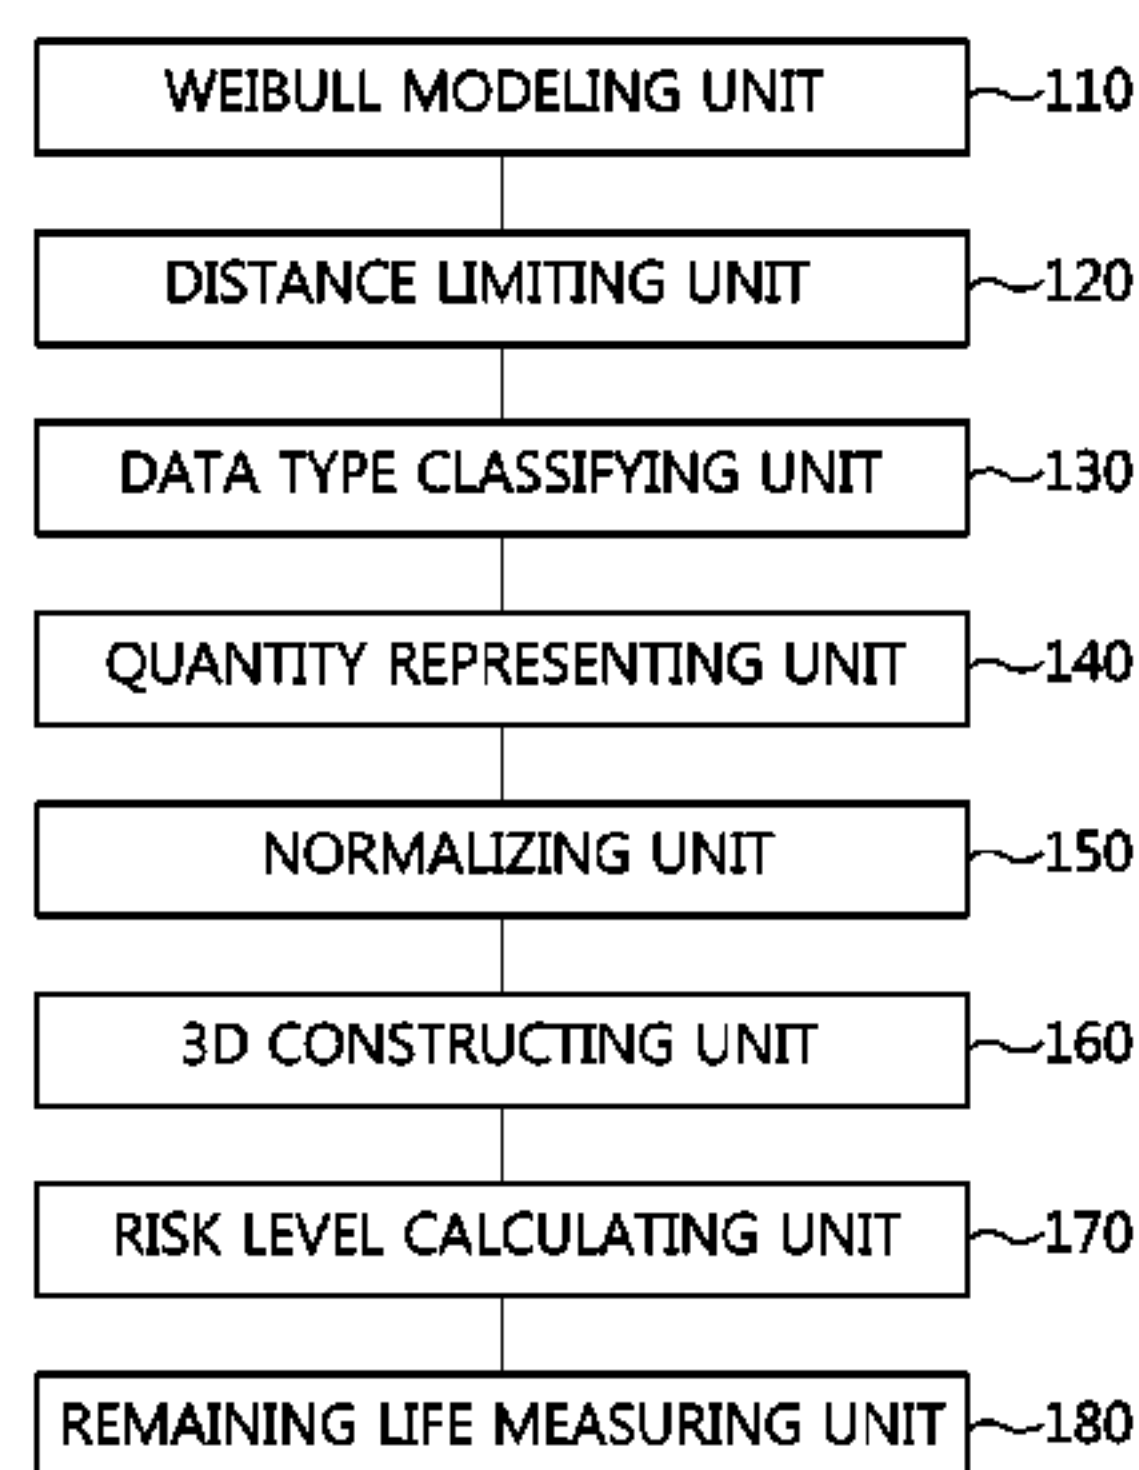 WEIBULL MODELING UNIT 110
DISTANCE LIMITING UNIT 120
DATA TYPE CLASSIFYING UNIT 130
QUANTITY REPRESENTING UNIT 140
NORMALIZING UNIT 150
3D CONSTRUCTING UNIT 160
RISK LEVEL CALCULATING UNIT 170
REMAINING LIFE MEASURING UNIT 180